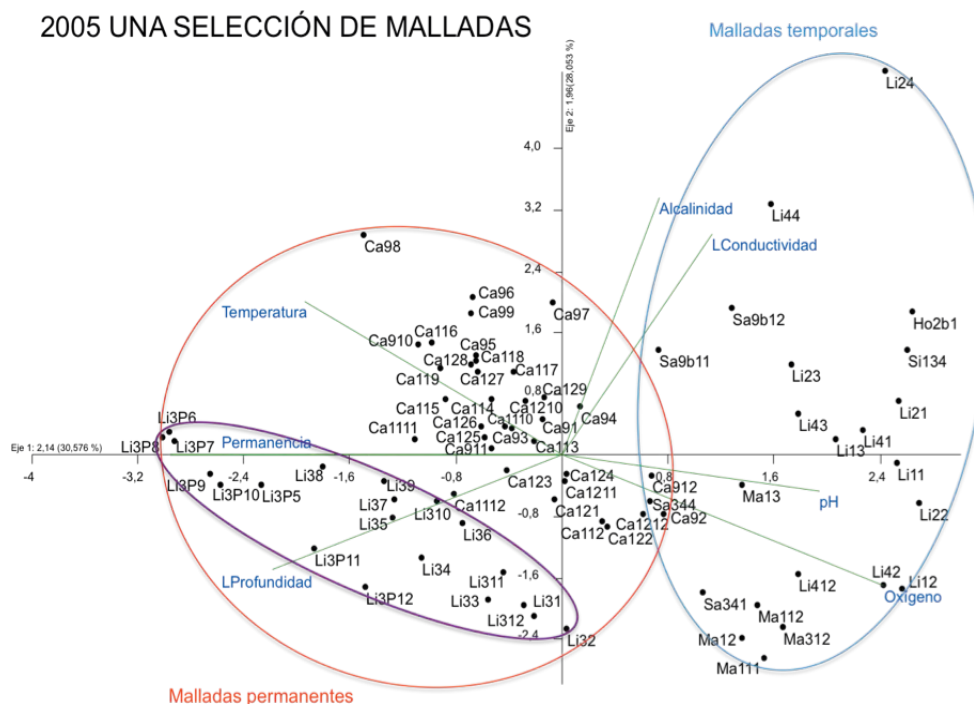 2005 UNA SELECCIÓN DE MALLADAS
Malladas temporales
Eje 2: 1,96(28,053 %)
Li24
4,0
Alcalinidad
Li44
3,2
LConductividad
Ca98
2,4
Ca96
Ca97
Ca99
Temperatura
Sa9b12
Ho2b1
1,6
Ca910
Ca116
Ca95
Sa9b11
Si134
Ca128
Ca118
Ca119
Ca127
Ca117
Li23
0,8
Ca129
Ca115
Ca114
Ca1210
Ca94
Li21
Li3P6
Ca126
Ca1110
Ca91
Li43
Ca1111
Ca125
Ca93
Li41
Li3P8
Li3P7
Permanencia
Ca911
Ca113
Li13
Eje 1: 2,14 (30,576 %)
-4
-3,2
-2,4
-1,6
-0,8
0,8
1,6
2,4
Li11
Li3P9
Li38
Li39
Ca123
Ca124
Ca912
Ma13
Li3P10
Li3P5
Li37
Ca1211
Sa344
pH
Li310
Ca1112
Ca121
Ca1212
Ca92
Li22
-0,8
Li35
Li36
Ca112
Ca122
Li3P11
Li34
LProfundidad
Li311
-1,6
Li412
Li42
Li12
Oxígeno
Li3P12
Li33
Li31
Sa341
Ma112
Li312
Li32
Ma12
Ma312
-2,4
Ma111
Malladas permanentes